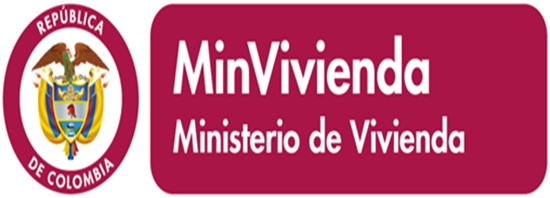 REPÚBLICA
DE COLOMBIA
MinVivienda
Ministerio de Vivienda